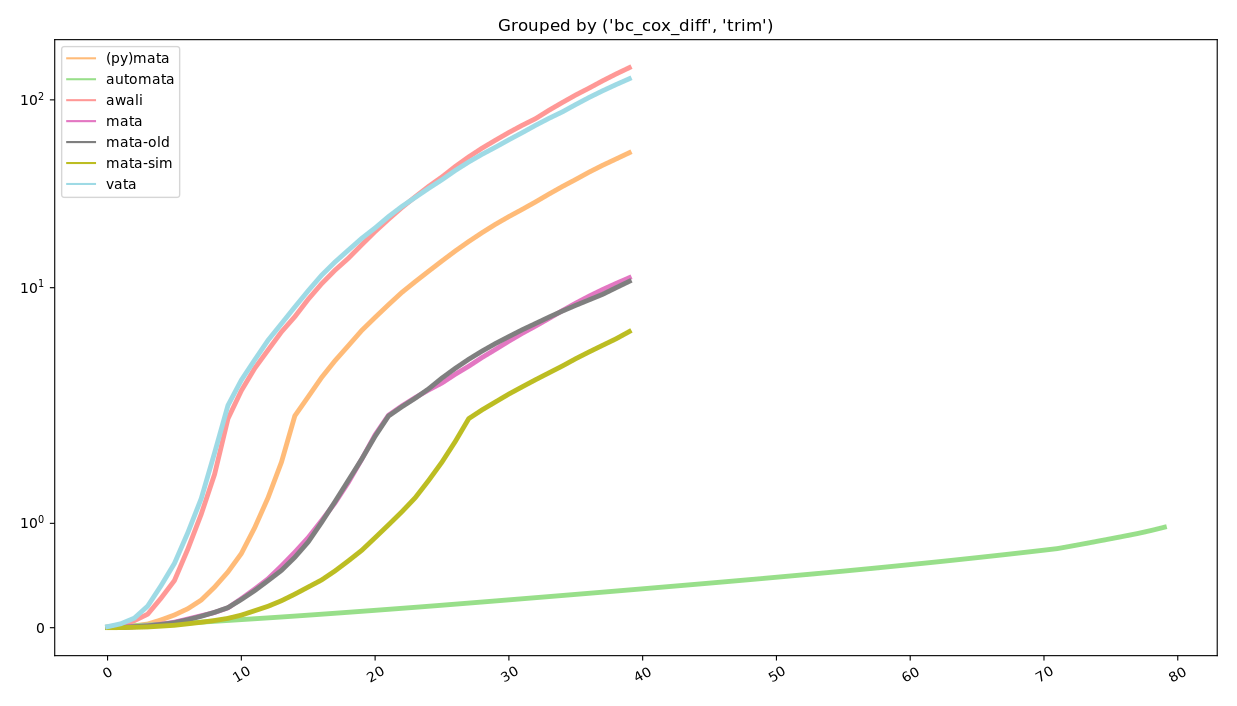 Grouped by ('bc_cox_diff', 'trim')
(py)mata
automata
awali
mata
mata-old
mata-sim
vata
10²
10¹
10⁰
0
0 10 20 30 40 50 60 70 80